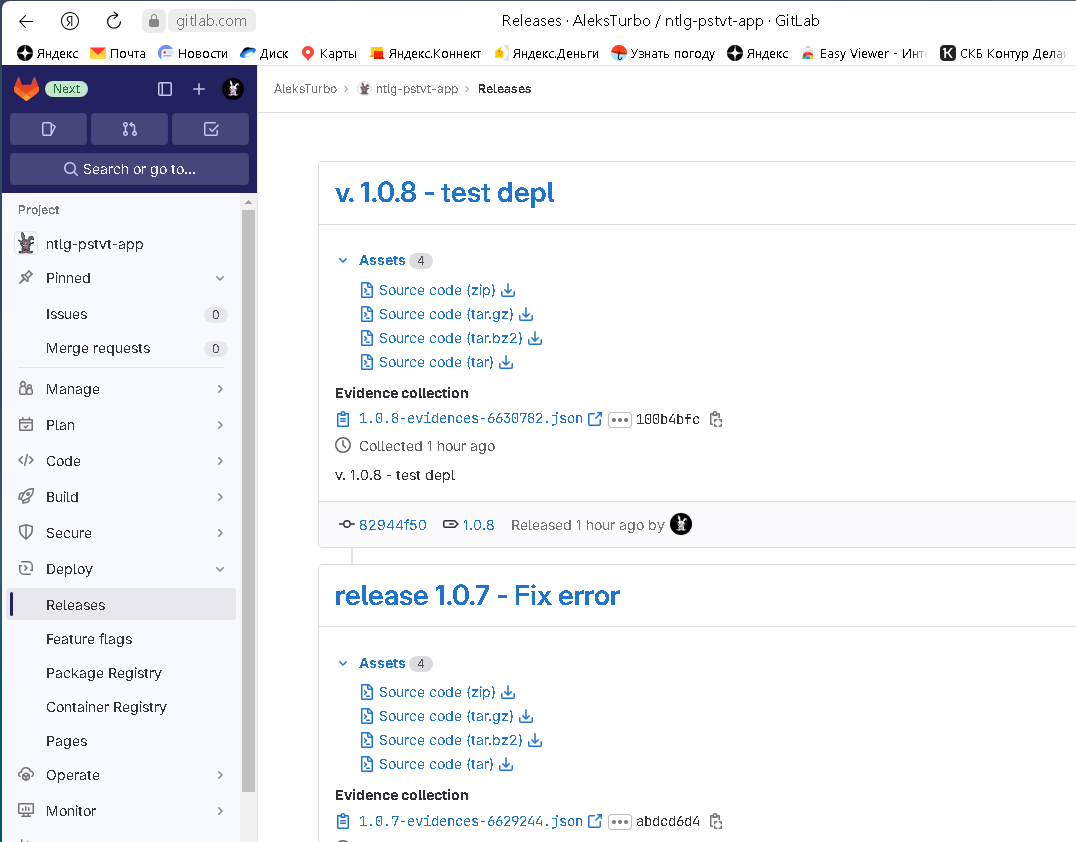 gitlab.com
Releases · AleksTurbo / ntlg-pstvt-app · GitLab
Яндекс Почта Новости Диск Карты Яндекс.Коннект Яндекс.Деньги Узнать погоду Яндекс Easy Viewer - Инт СКБ Контур Дела
Next
AleksTurbo > ntlg-pstvt-app > Releases
Search or go to...
Project
ntlg-pstvt-app
Pinned
Issues 0
Merge requests 0
Manage
Plan
Code
Build
Secure
Deploy
Releases
Feature flags
Package Registry
Container Registry
Pages
Operate
Monitor
v. 1.0.8 - test depl
Assets 4
Source code (zip)
Source code (tar.gz)
Source code (tar.bz2)
Source code (tar)
Evidence collection
1.0.8-evidences-6630782.json 100b4bfc
Collected 1 hour ago
v. 1.0.8 - test depl
82944f50 1.0.8 Released 1 hour ago by
release 1.0.7 - Fix error
Assets 4
Source code (zip)
Source code (tar.gz)
Source code (tar.bz2)
Source code (tar)
Evidence collection
1.0.7-evidences-6629244.json abdcd6d4